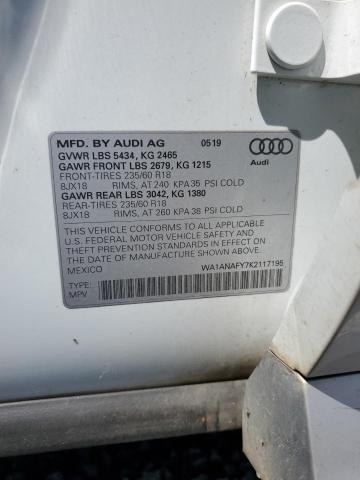 MFD. BY AUDI AG 0519
GVWR LBS 5434, KG 2465
GAWR FRONT LBS 2679, KG 1215
FRONT-TIRES 235/60 R18
8JX18 RIMS, AT 240 KPA 35 PSI COLD
GAWR REAR LBS 3042, KG 1380
REAR-TIRES 235/60 R18
8JX18 RIMS, AT 260 KPA 38 PSI COLD
Audi
THIS VEHICLE CONFORMS TO ALL APPLICABLE
U.S. FEDERAL MOTOR VEHICLE SAFETY AND
THEFT PREVENTION STANDARDS IN EFFECT ON
THE DATE OF MANUFACTURE SHOWN ABOVE.
MEXICO
WA1ANAFY7K2117195
TYPE:
MPV